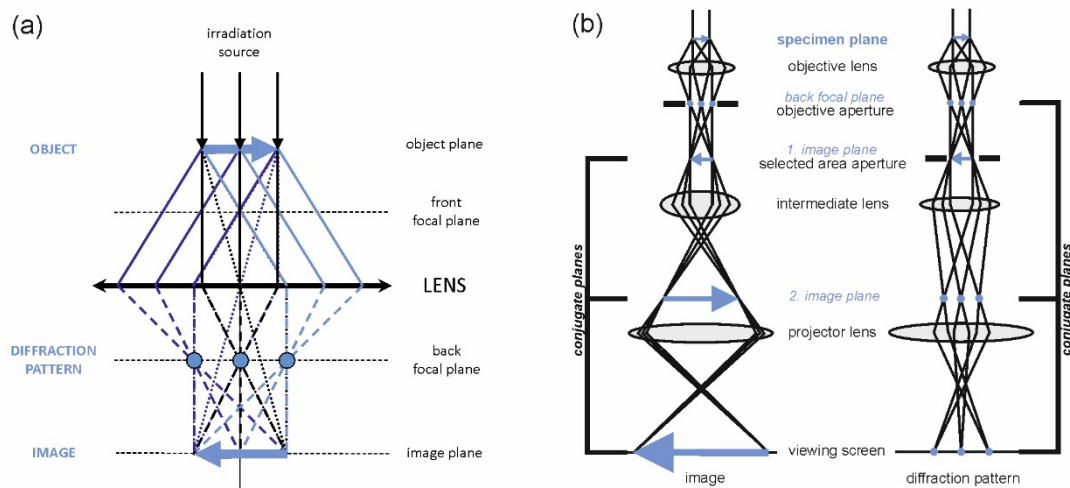 (a)
irradiation
source
OBJECT
object plane
front
focal plane
LENS
DIFFRACTION
PATTERN
back
focal plane
IMAGE
image plane
(b)
specimen plane
objective lens
back focal plane
objective aperture
1. image plane
selected area aperture
intermediate lens
conjugate planes
2. image plane
conjugate planes
projector lens
viewing screen
image
diffraction pattern